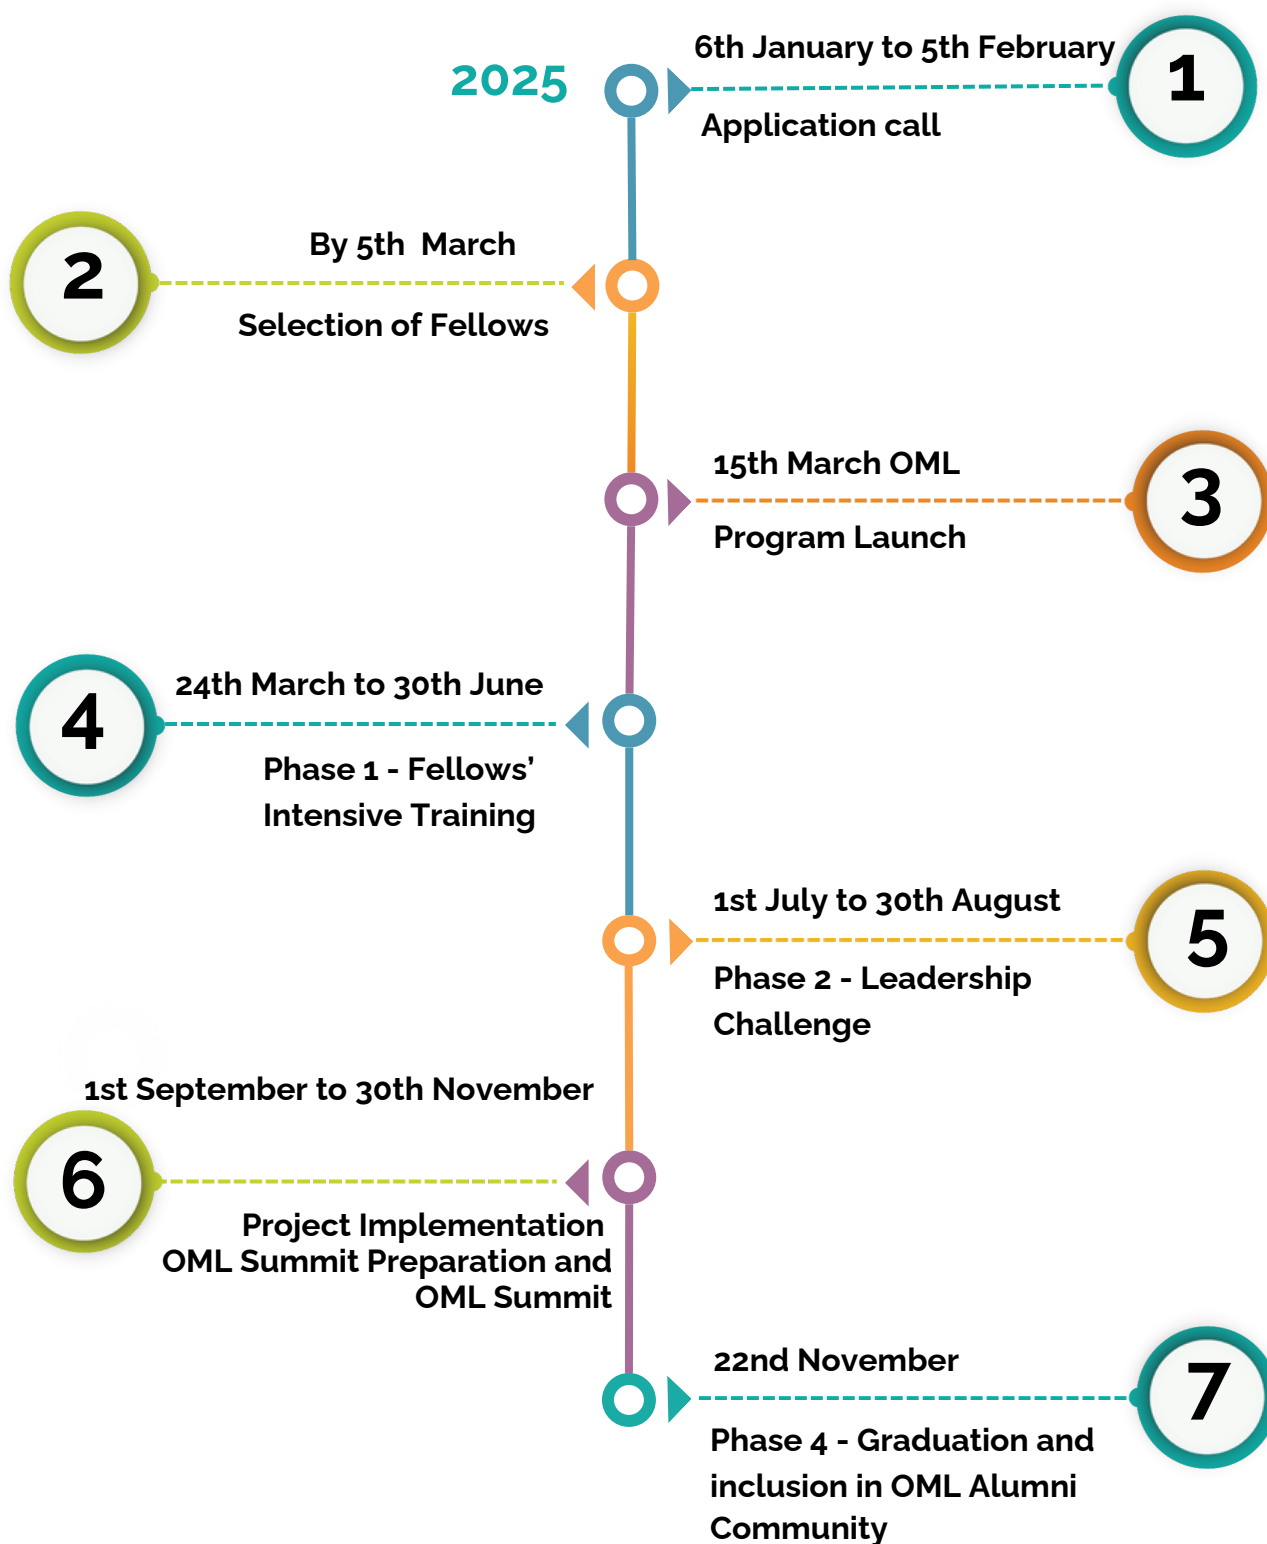 2025
6th January to 5th February
1
Application call
By 5th March
2
Selection of Fellows
15th March OML
3
Program Launch
24th March to 30th June
4
Phase 1 - Fellows’
Intensive Training
1st July to 30th August
5
Phase 2 - Leadership
Challenge
1st September to 30th November
6
Project Implementation
OML Summit Preparation and
OML Summit
22nd November
7
Phase 4 - Graduation and
inclusion in OML Alumni
Community